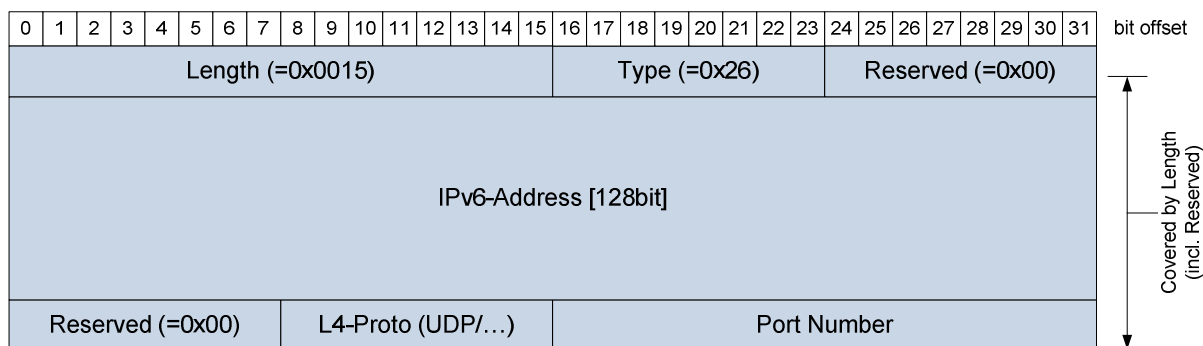 0 1 2 3 4 5 6 7 8 9 10 11 12 13 14 15 16 17 18 19 20 21 22 23 24 25 26 27 28 29 30 31 bit offset
Length (=0x0015) Type (=0x26) Reserved (=0x00)
IPv6-Address [128bit]
Reserved (=0x00) L4-Proto (UDP/…) Port Number
Covered by Length
(incl. Reserved)